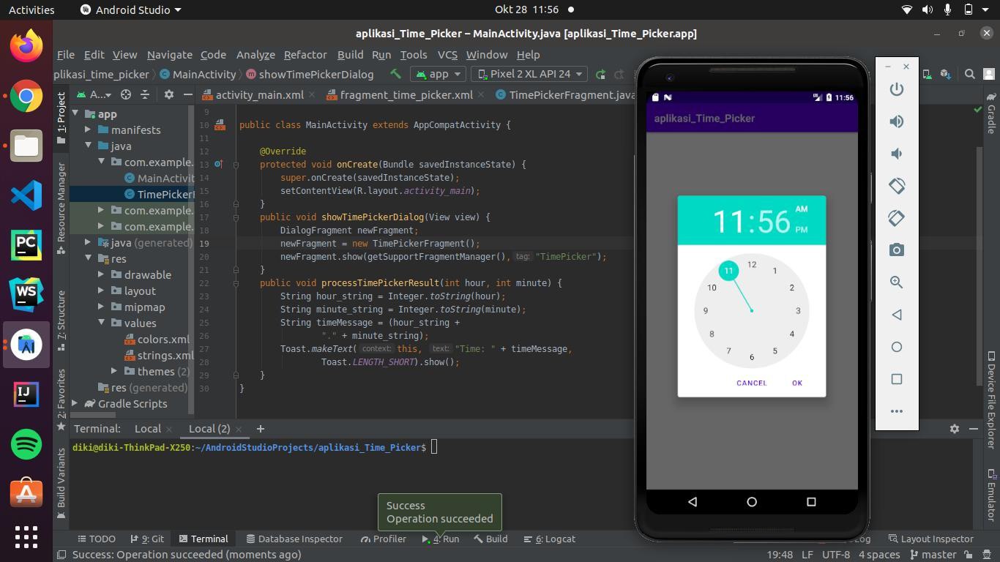 Activities
Android Studio
Okt 28 11:56
aplikasi_Time_Picker – MainActivity.java [aplikasi_Time_Picker.app]
File Edit View Navigate Code Analyze Refactor Build Run Tools VCS Window Help
plikasi_time_picker MainActivity showTimePickerDialog app Pixel 2 XL API 24
A... activity_main.xml fragment_time_picker.xml TimePickerFragment.java
1: Project
Resource Manager
7: Structure
2: Favorites
Build Variants
app
manifests
java
com.example.
MainActivit
TimePickerF
com.example.
com.example.
java (generated)
res
drawable
layout
mipmap
values
colors.xml
strings.xml
themes (2)
res (generated)
Gradle Scripts
9
10 public class MainActivity extends AppCompatActivity {
11
12 @Override
13 protected void onCreate(Bundle savedInstanceState) {
14 super.onCreate(savedInstanceState);
15 setContentView(R.layout.activity_main);
16 }
17 public void showTimePickerDialog(View view) {
18 DialogFragment newFragment;
19 newFragment = new TimePickerFragment();
20 newFragment.show(getSupportFragmentManager(), tag: "TimePicker");
21 }
22 public void processTimePickerResult(int hour, int minute) {
23 String hour_string = Integer.toString(hour);
24 String minute_string = Integer.toString(minute);
25 String timeMessage = (hour_string +
26 "." + minute_string);
27 Toast.makeText( context: this, text: "Time: " + timeMessage,
28 Toast.LENGTH_SHORT).show();
29 }
30 }
11:56
aplikasi_Time_Picker
11:56
AM
PM
12
1
2
3
4
5
6
7
8
9
10
11
CANCEL OK
Gradle
Device File Explorer
Emulator
PC
WS
IJ
Terminal: Local Local (2)
diki@diki-ThinkPad-X250:~/AndroidStudioProjects/aplikasi_Time_Picker$
Success
Operation succeeded
TODO 9: Git Terminal Database Inspector Profiler 4: Run Build 6: Logcat Log Layout Inspector
Success: Operation succeeded (moments ago)
19:48 LF UTF-8 4 spaces master